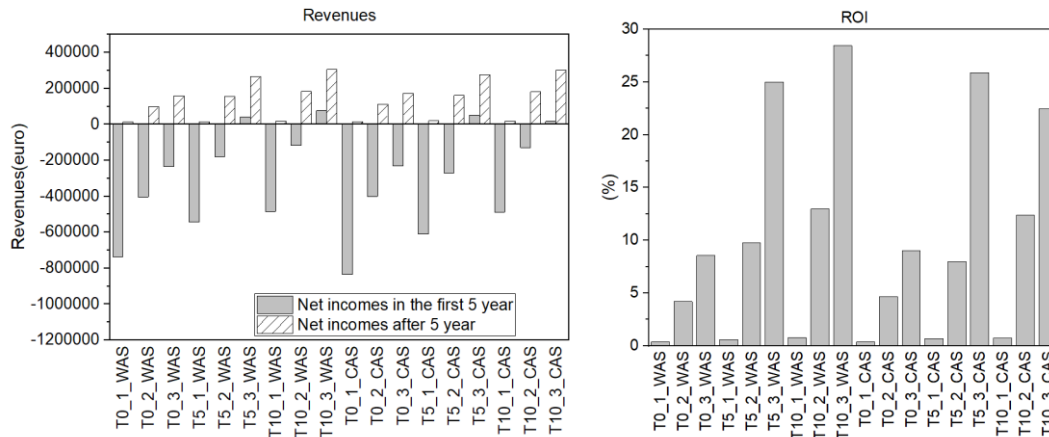 Revenues
400000
200000
0
-200000
-400000
-600000
-800000
-1000000
-1200000
Revenues(euro)
Net incomes in the first 5 year
Net incomes after 5 year
T0_1_WAS
T0_2_WAS
T0_3_WAS
T5_1_WAS
T5_2_WAS
T5_3_WAS
T10_1_WAS
T10_2_WAS
T10_3_WAS
T0_1_CAS
T0_2_CAS
T0_3_CAS
T5_1_CAS
T5_2_CAS
T5_3_CAS
T10_1_CAS
T10_2_CAS
T10_3_CAS
ROI
30
25
20
15
10
5
0
(%)
T0_1_WAS
T0_2_WAS
T0_3_WAS
T5_1_WAS
T5_2_WAS
T5_3_WAS
T10_1_WAS
T10_2_WAS
T10_3_WAS
T0_1_CAS
T0_2_CAS
T0_3_CAS
T5_1_CAS
T5_2_CAS
T5_3_CAS
T10_1_CAS
T10_2_CAS
T10_3_CAS